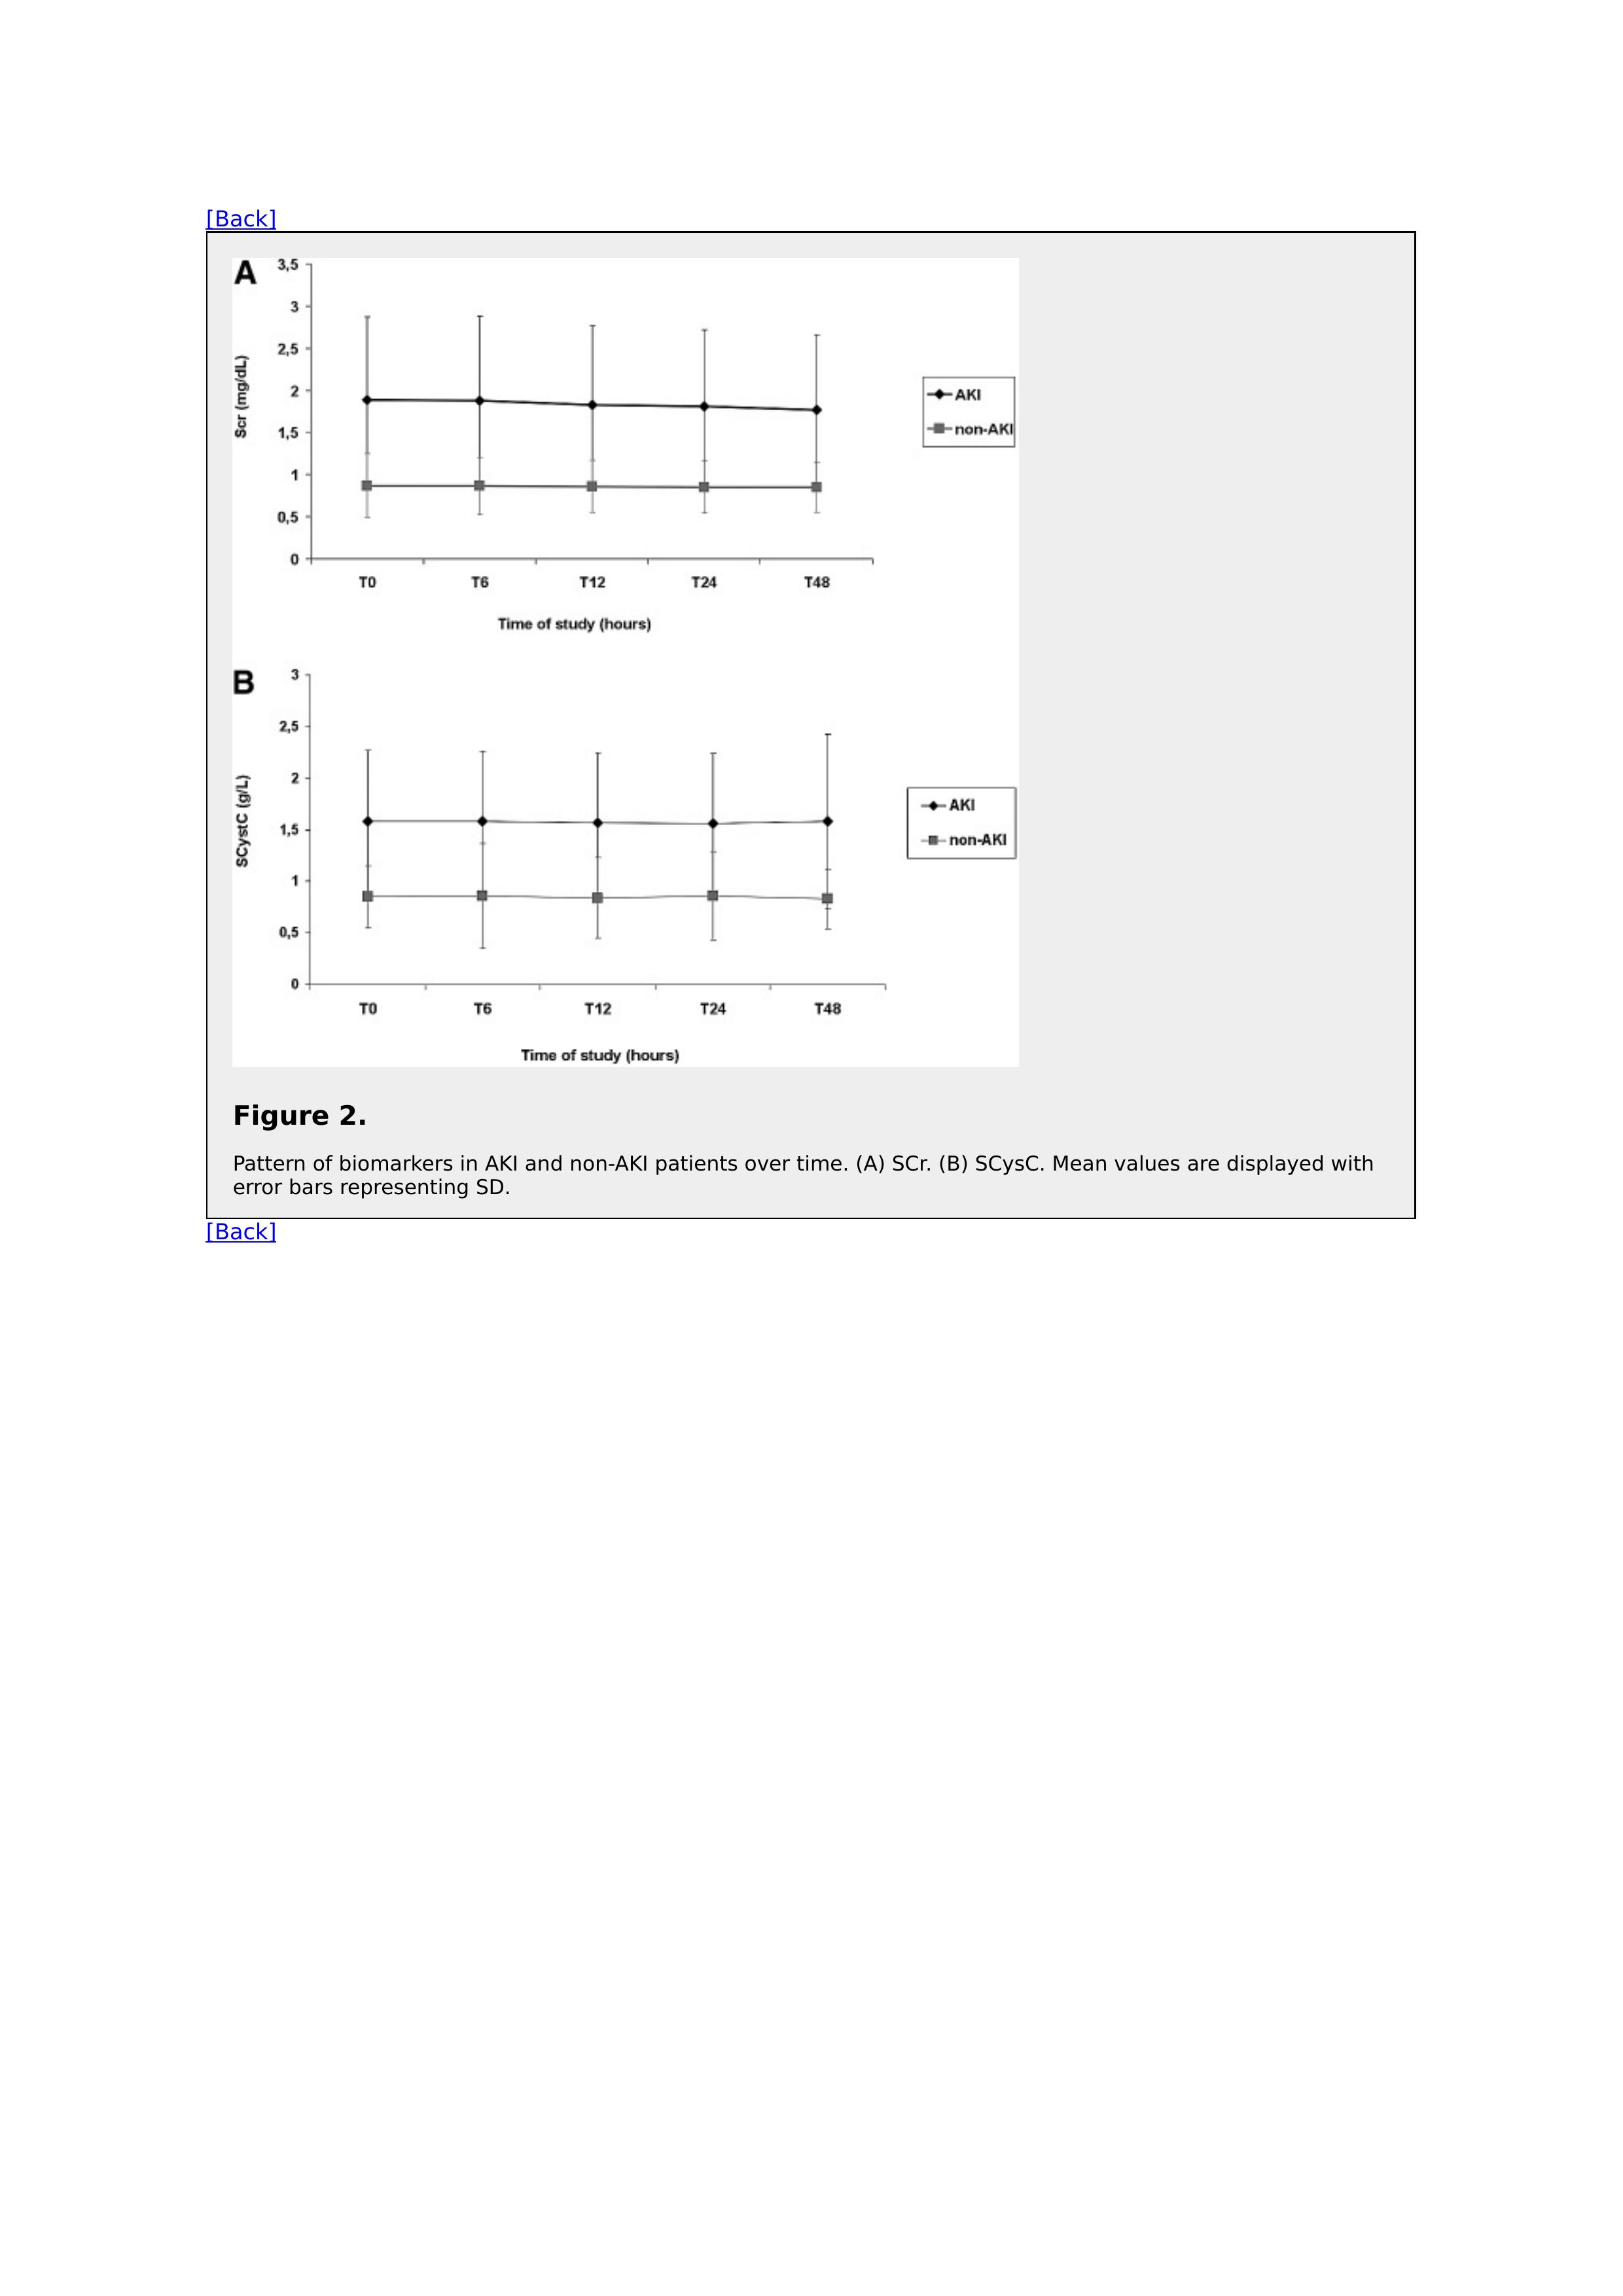 [Back]
A
3,5
3
2,5
2
1,5
1
0,5
0
Scr (mg/dL)
T0 T6 T12 T24 T48
Time of study (hours)
AKI
non-AKI
B
3
2,5
2
1,5
1
0,5
0
SCystC (g/L)
T0 T6 T12 T24 T48
Time of study (hours)
AKI
non-AKI
Figure 2.
Pattern of biomarkers in AKI and non-AKI patients over time. (A) SCr. (B) SCysC. Mean values are displayed with
error bars representing SD.
[Back]